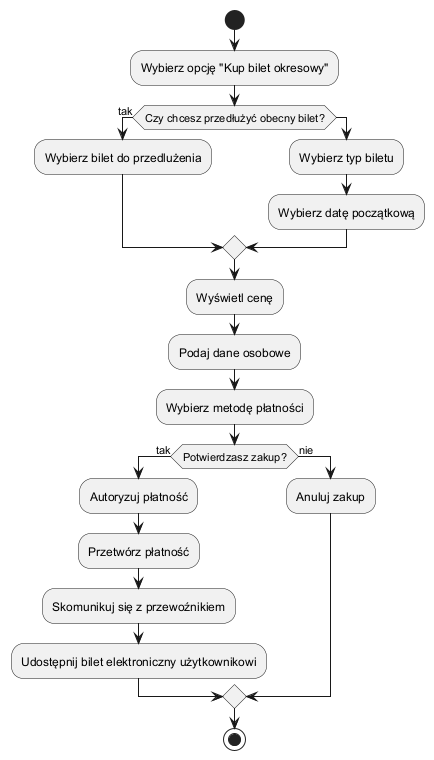 Wybierz opcję "Kup bilet okresowy"
Czy chcesz przedłużyć obecny bilet?
tak
Wybierz bilet do przedlużenia
Wybierz typ biletu
Wybierz datę początkową
Wyświetl cenę
Podaj dane osobowe
Wybierz metodę płatności
Potwierdzasz zakup?
tak
nie
Autoryzuj płatność
Anuluj zakup
Przetwórz płatność
Skomunikuj się z przewoźnikiem
Udostępnij bilet elektroniczny użytkownikowi